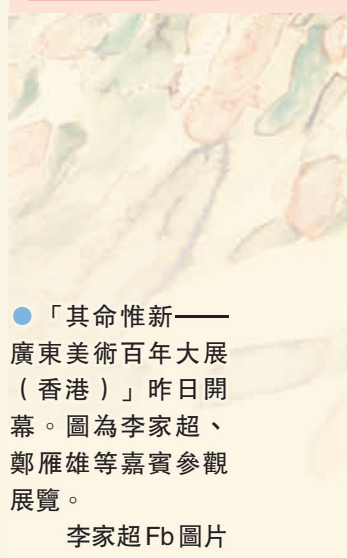 ●「其命惟新——
廣東美術百年大展
（香港）」昨日開
幕。圖為李家超、
鄭雁雄等嘉賓參觀
展覽。
李家超Fb圖片